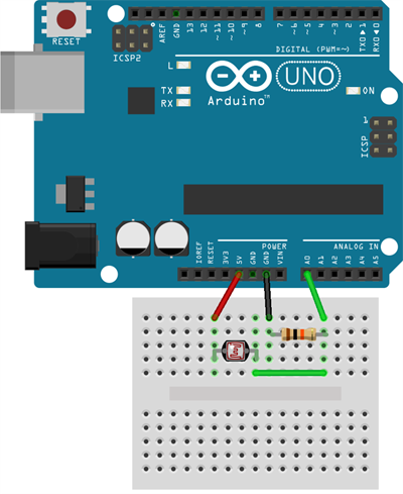 RESET
ICSP2
AREF
GND
13
12
~11
~10
~9
8
7
~6
~5
4
~3
2
TXD▶1
RXD◀0
DIGITAL (PWM=~)
L
TX
RX
UNO
Arduino™
ON
1
ICSP
POWER
ANALOG IN
IOREF
RESET
3V3
5V
GND
GND
VIN
A0
A1
A2
A3
A4
A5